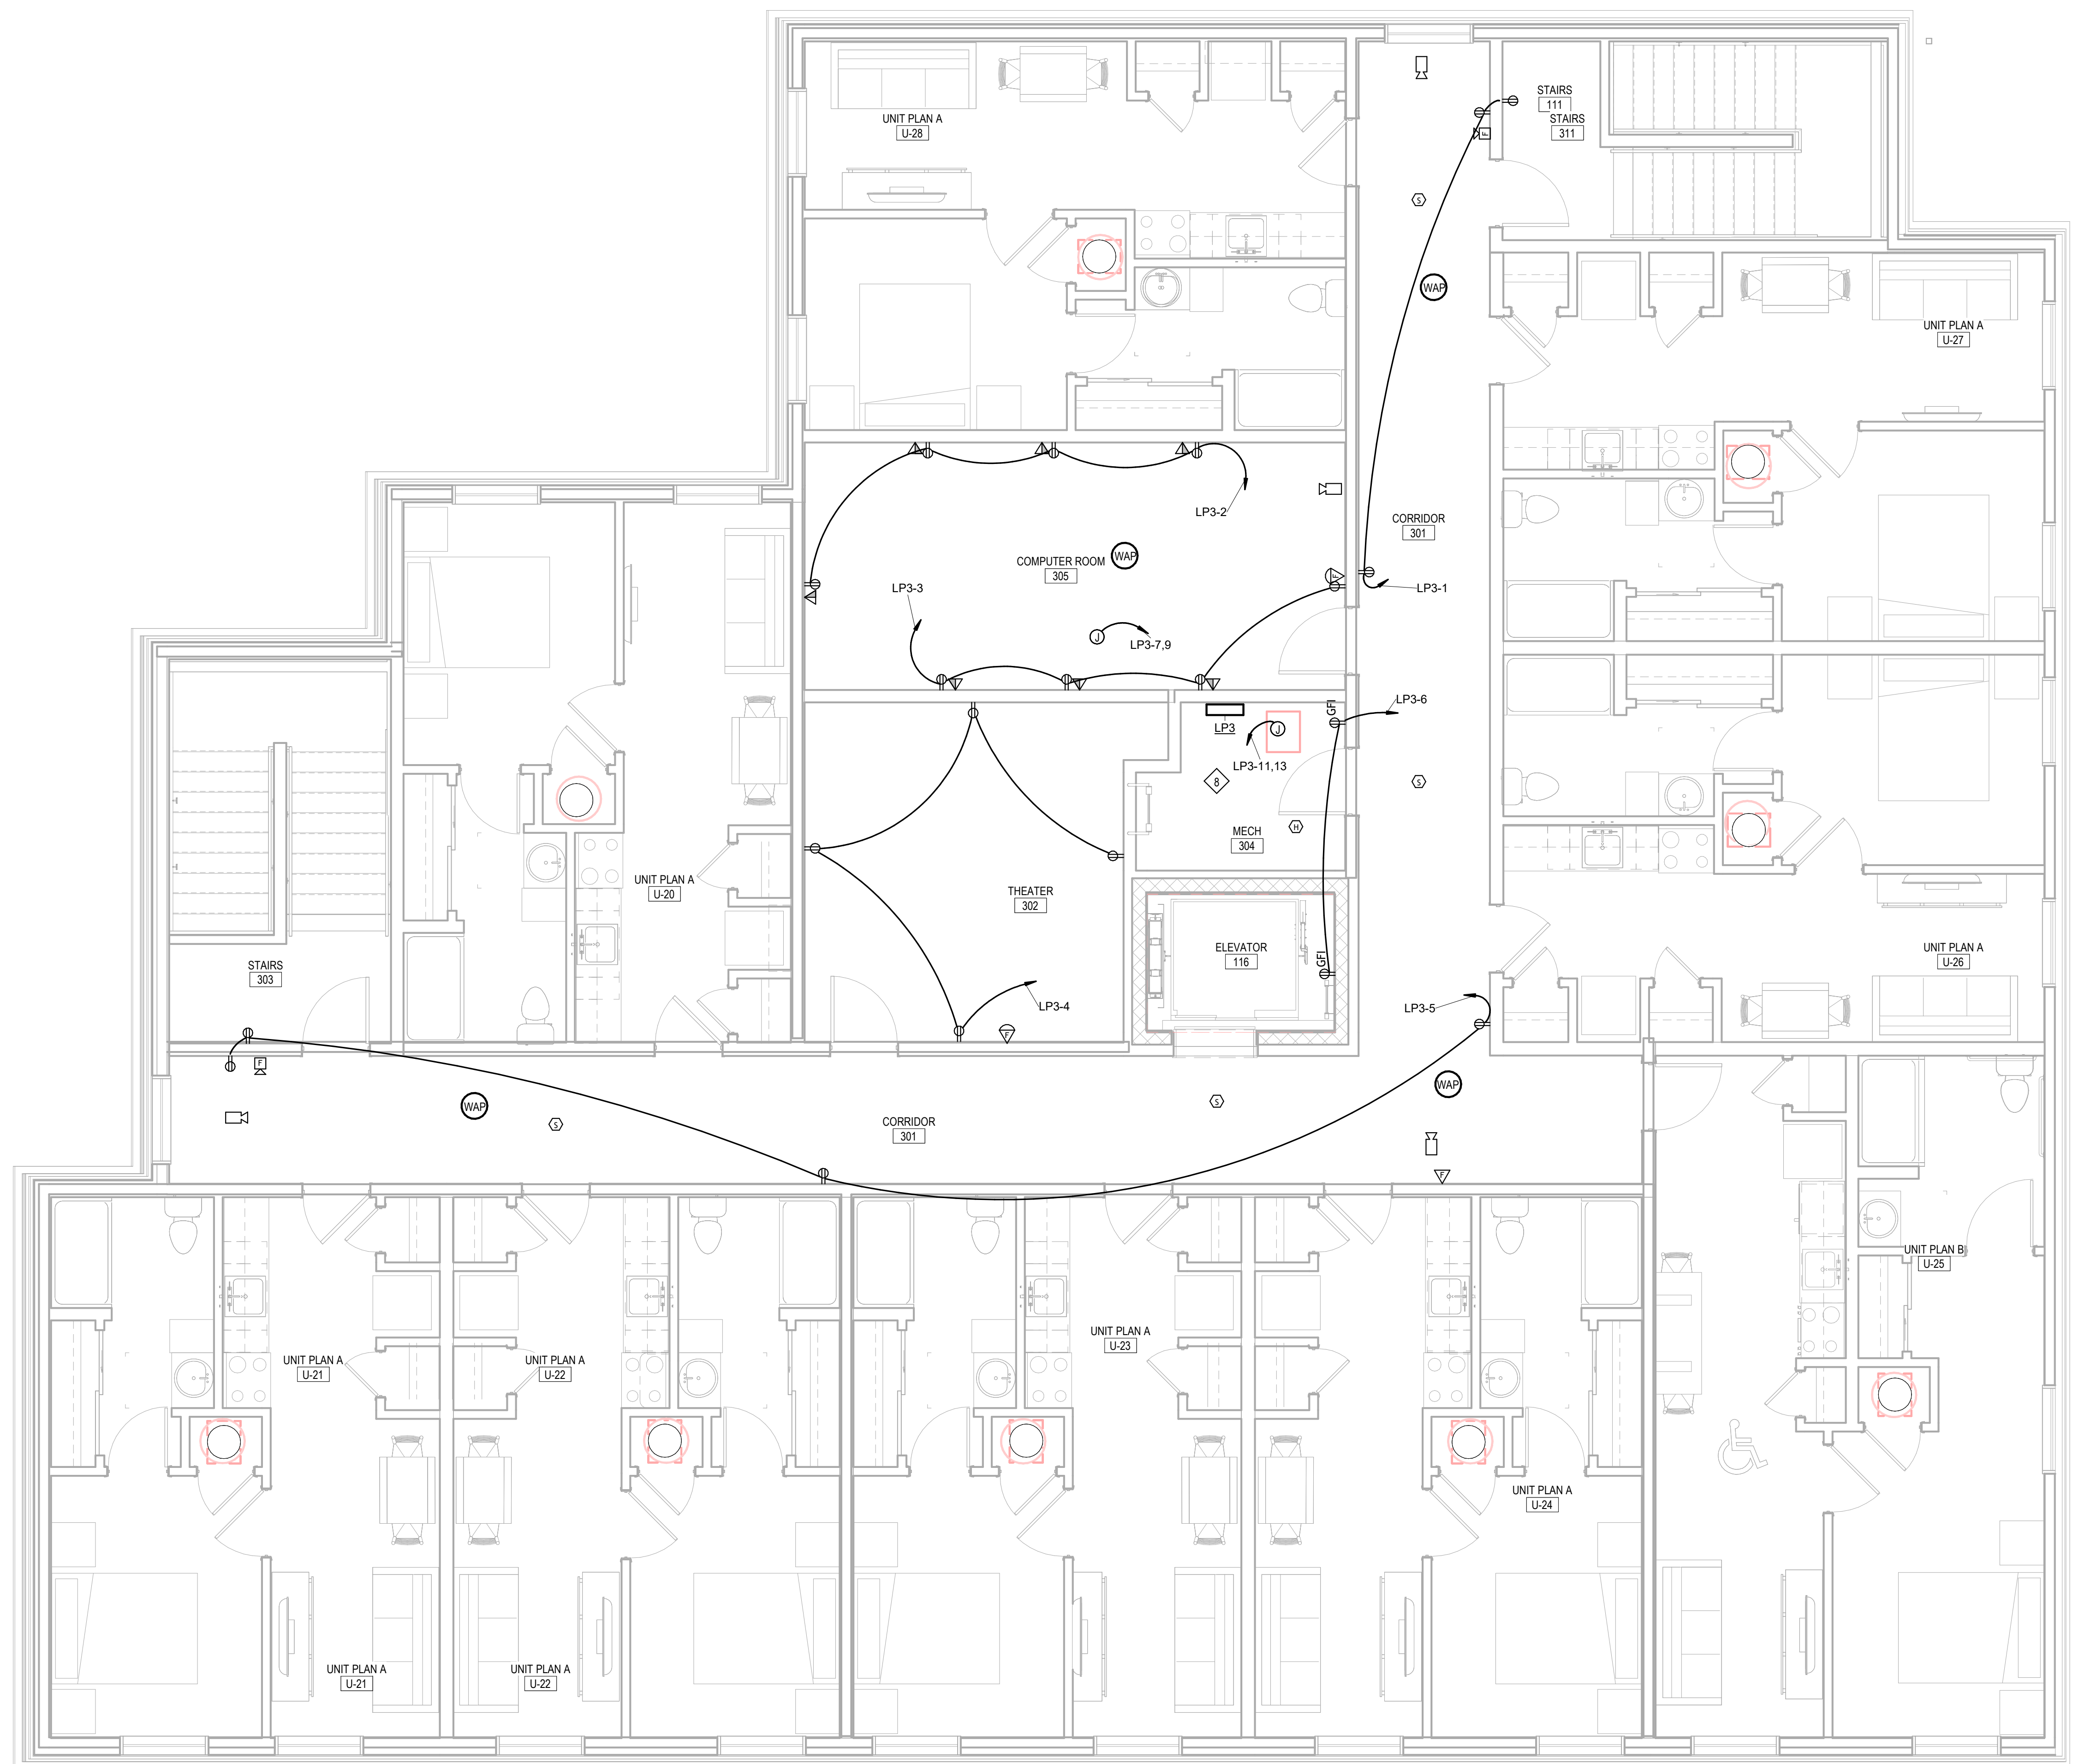 STAIRS
111
STAIRS
311
UNIT PLAN A
U-28
F
S
WAP
UNIT PLAN A
U-27
LP3-2
CORRIDOR
301
COMPUTER ROOM
305
WAP
F
LP3-3
LP3-1
J
LP3-7,9
LP3-6
GFI
LP3
J
LP3-11,13
8
S
H
MECH
304
UNIT PLAN A
U-20
THEATER
302
ELEVATOR
116
GFI
UNIT PLAN A
U-26
STAIRS
303
LP3-4
LP3-5
F
F
WAP
WAP
S
S
CORRIDOR
301
F
UNIT PLAN B
U-25
UNIT PLAN A
U-23
UNIT PLAN A
U-21
UNIT PLAN A
U-22
UNIT PLAN A
U-24
UNIT PLAN A
U-21
UNIT PLAN A
U-22